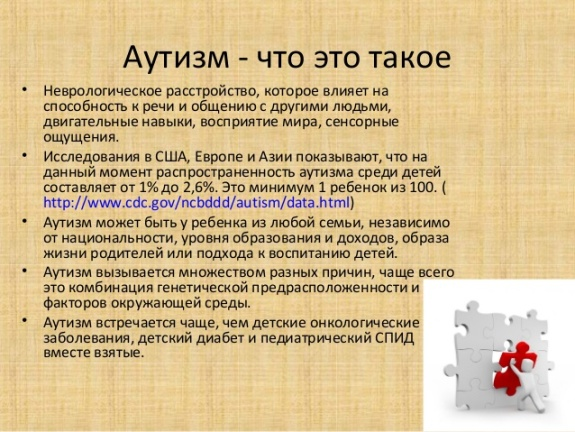 Аутизм - что это такое
• Неврологическое расстройство, которое влияет на
способность к речи и общению с другими людьми,
двигательные навыки, восприятие мира, сенсорные
ощущения.
• Исследования в США, Европе и Азии показывают, что на
данный момент распространенность аутизма среди детей
составляет от 1% до 2,6%. Это минимум 1 ребенок из 100. (
http://www.cdc.gov/ncbddd/autism/data.html)
• Аутизм может быть у ребенка из любой семьи, независимо
от национальности, уровня образования и доходов, образа
жизни родителей или подхода к воспитанию детей.
• Аутизм вызывается множеством разных причин, чаще всего
это комбинация генетической предрасположенности и
факторов окружающей среды.
• Аутизм встречается чаще, чем детские онкологические
заболевания, детский диабет и педиатрический СПИД
вместе взятые.